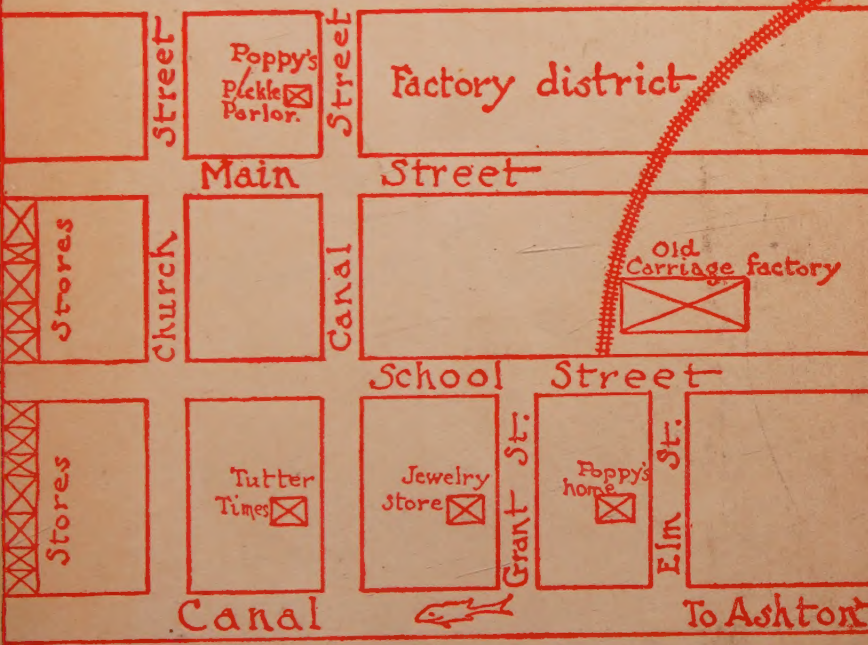 Street
Poppy's
Pickle
Parlor.
Street
Factory district
Main Street
Stores
Church
Canal
Old
Carriage factory
School Street
Stores
Tutter
Times
Jewelry
Store
Grant St.
Poppy's
home
Elm St.
Canal
To Ashton